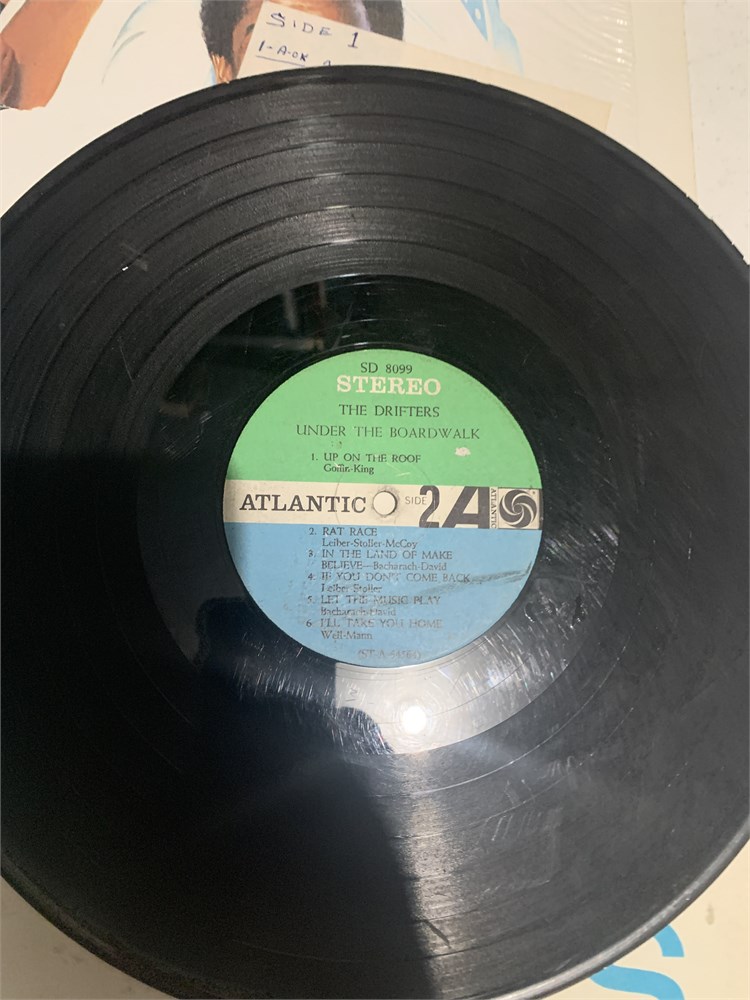 SIDE 1
1-A-OK
SD 8099
STEREO
THE DRIFTERS
UNDER THE BOARDWALK
1. UP ON THE ROOF
Goffin-King
ATLANTIC SIDE 2 A ATLANTIC
2. RAT RACE
Leiber-Stoller-McCoy
3. IN THE LAND OF MAKE
BELIEVE—Bacharach-David
4. IF YOU DON'T COME BACK
Leiber-Stoller
5. LET THE MUSIC PLAY
Bacharach-David
6. I'LL TAKE YOU HOME
Weil-Mann
S